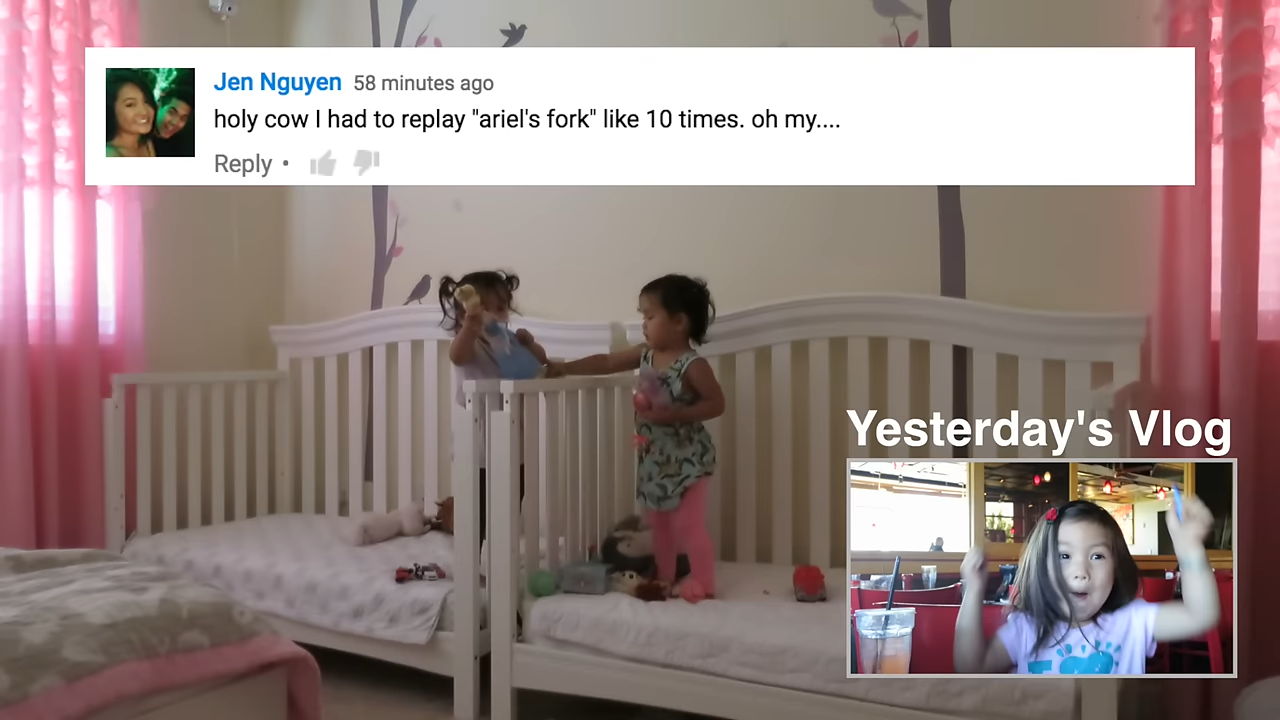 Jen Nguyen 58 minutes ago
holy cow I had to replay "ariel's fork" like 10 times. oh my....
Reply •
Yesterday's Vlog